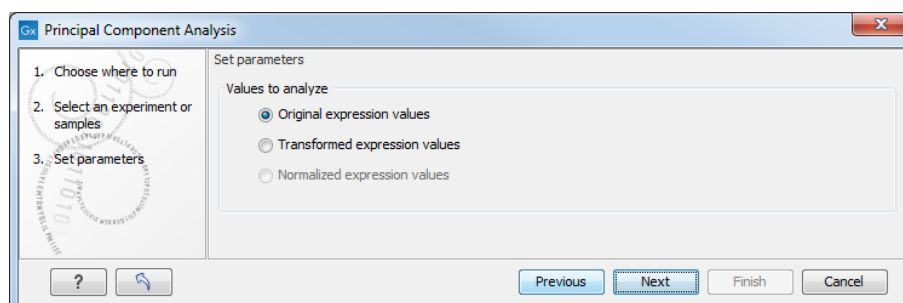 Gx Principal Component Analysis
1. Choose where to run
2. Select an experiment or
samples
3. Set parameters
Set parameters
Values to analyze
Original expression values
Transformed expression values
Normalized expression values
? Previous Next Finish Cancel